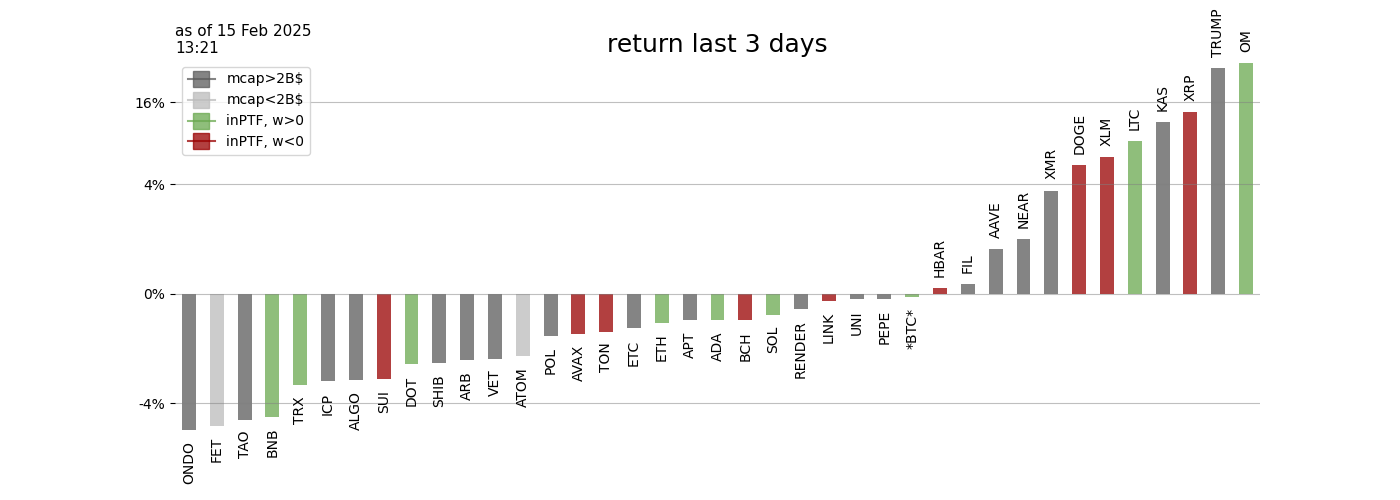 as of 15 Feb 2025
13:21
return last 3 days
mcap>2B$
mcap<2B$
inPTF, w>0
inPTF, w<0
16%
4%
0%
-4%
ONDO
FET
TAO
BNB
TRX
ICP
ALGO
SUI
DOT
SHIB
ARB
VET
ATOM
POL
AVAX
TON
ETC
ETH
APT
ADA
BCH
SOL
RENDER
LINK
UNI
PEPE
*BTC*
HBAR
FIL
AAVE
NEAR
XMR
DOGE
XLM
LTC
KAS
XRP
TRUMP
OM